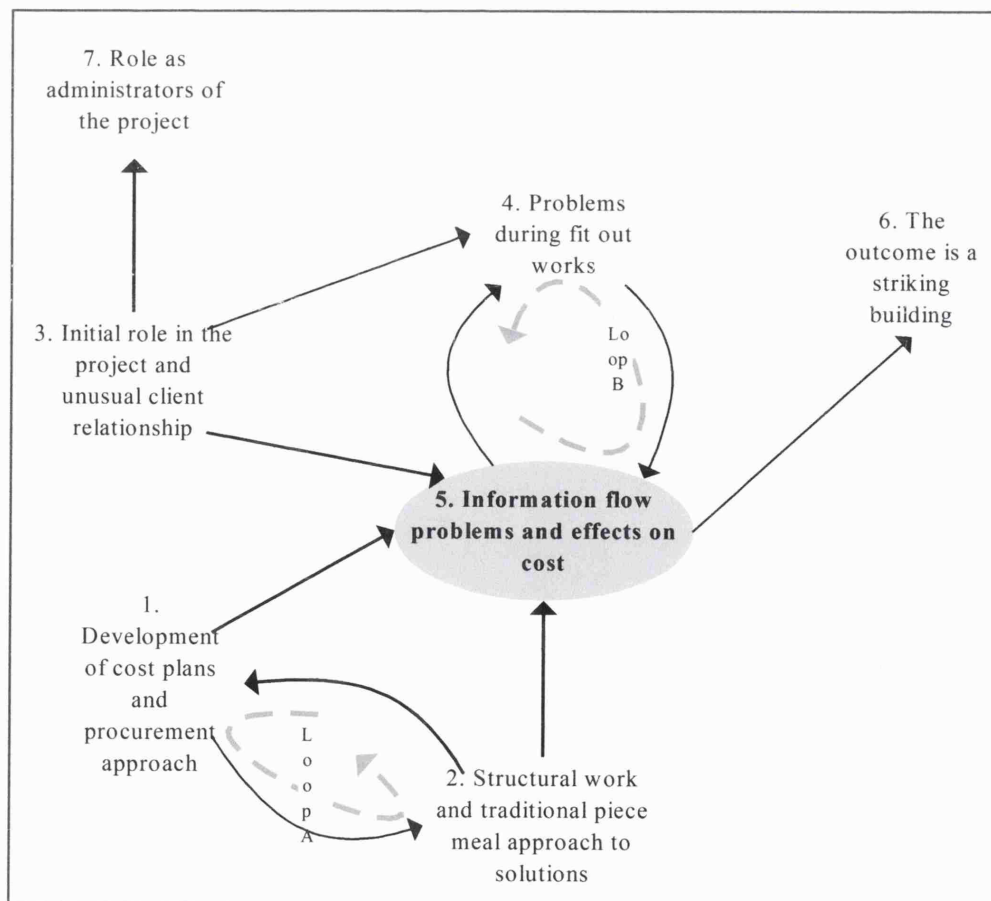 7. Role as
administrators of
the project
4. Problems
during fit out
works
6. The
outcome is a
striking
building
3. Initial role in the
project and
unusual client
relationship
Lo
op
B
5. Information flow
problems and effects on
cost
1.
Development
of cost plans
and
procurement
approach
L
o
o
p
A
2. Structural work
and traditional piece
meal approach to
solutions